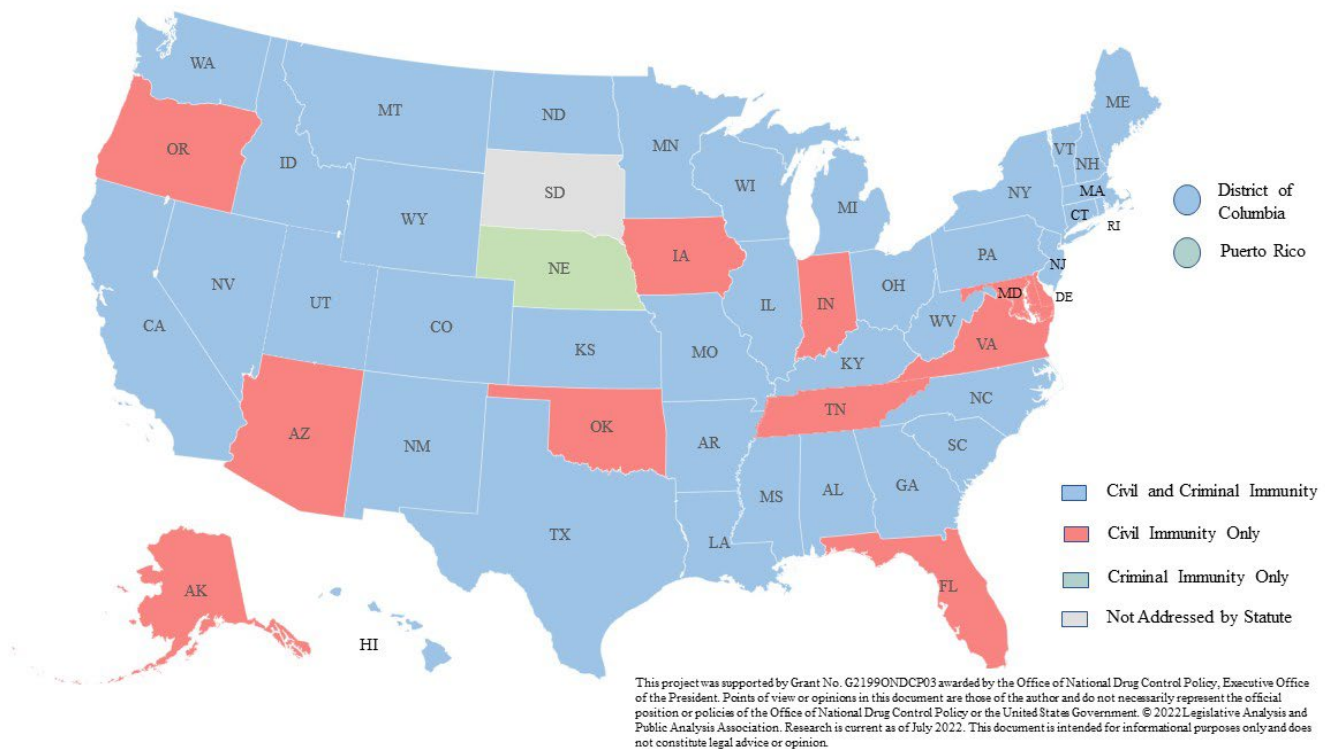 WA
MT
ND
MN
ME
OR
ID
SD
WI
VT
NH
NY
MA
WY
MI
CT
RI
District of
Columbia
Puerto Rico
NE
IA
PA
NJ
NV
UT
CO
IL
IN
OH
MD
DE
CA
KS
MO
WV
VA
KY
AZ
NM
OK
AR
TN
NC
SC
MS
AL
GA
TX
LA
Civil and Criminal Immunity
Civil Immunity Only
Criminal Immunity Only
Not Addressed by Statute
AK
FL
HI
This project was supported by Grant No. G2199ONDCP03 awarded by the Office of National Drug Control Policy, Executive Office
of the President. Points of view or opinions in this document are those of the author and do not necessarily represent the official
position or policies of the Office of National Drug Control Policy or the United States Government. © 2022 Legislative Analysis and
Public Analysis Association. Research is current as of July 2022. This document is intended for informational purposes only and does
not constitute legal advice or opinion.